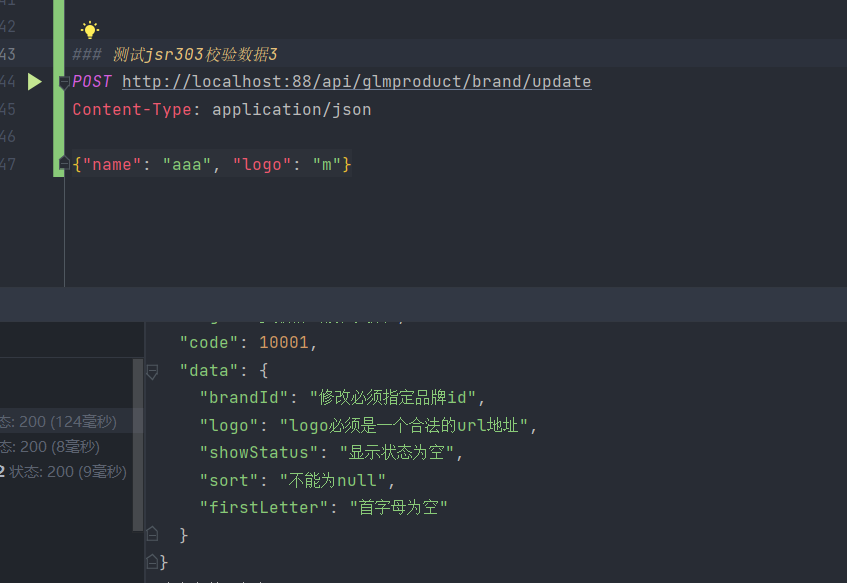 42
43 ### 测试jsr303校验数据3
44 POST http://localhost:88/api/glmproduct/brand/update
45 Content-Type: application/json
46
47 {"name": "aaa", "logo": "m"}
"code": 10001,
"data": {
"brandId": "修改必须指定品牌id",
态: 200 (124毫秒) "logo": "logo必须是一个合法的url地址",
态: 200 (8毫秒) "showStatus": "显示状态为空",
2 状态: 200 (9毫秒) "sort": "不能为null",
"firstLetter": "首字母为空"
}
}